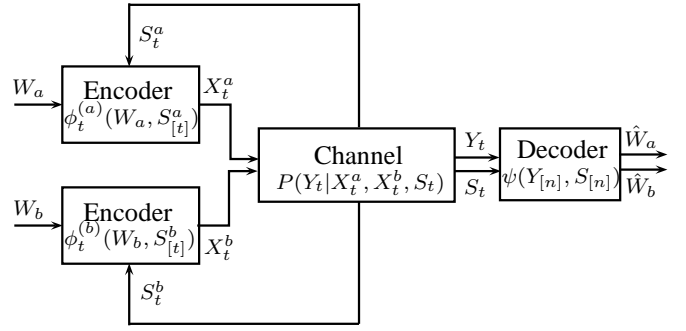 S_t^a
W_a
Encoder
ϕ_t^{(a)}(W_a, S_{[t]}^a)
X_t^a
Channel
P(Y_t|X_t^a, X_t^b, S_t)
Y_t
S_t
Decoder
ψ(Y_{[n]}, S_{[n]})
Ŵ_a
Ŵ_b
W_b
Encoder
ϕ_t^{(b)}(W_b, S_{[t]}^b)
X_t^b
S_t^b